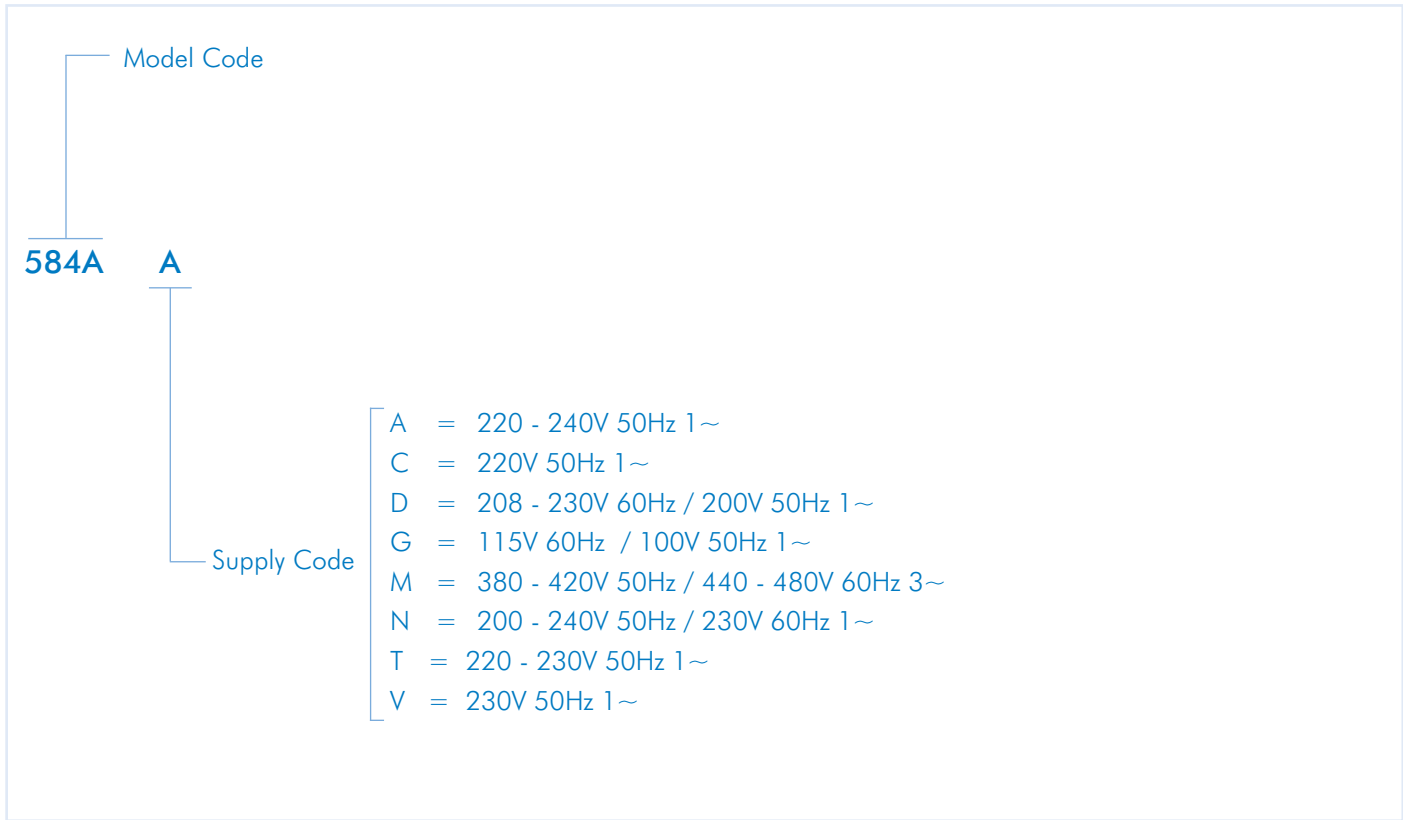 Model Code
584A A
Supply Code
A = 220 - 240V 50Hz 1~
C = 220V 50Hz 1~
D = 208 - 230V 60Hz / 200V 50Hz 1~
G = 115V 60Hz / 100V 50Hz 1~
M = 380 - 420V 50Hz / 440 - 480V 60Hz 3~
N = 200 - 240V 50Hz / 230V 60Hz 1~
T = 220 - 230V 50Hz 1~
V = 230V 50Hz 1~